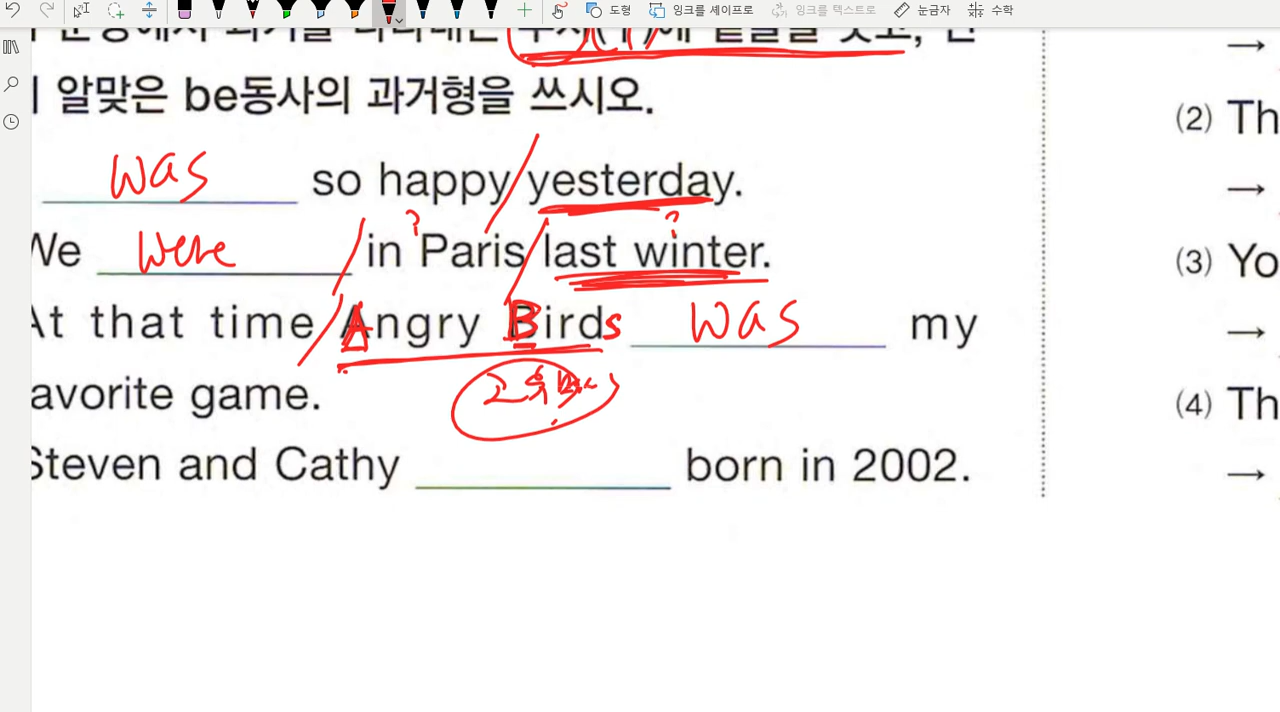 도형 잉크를 셰이프로 잉크를 텍스트로 눈금자 수학
알맞은 be동사의 과거형을 쓰시오.
was so happy yesterday.
We were in Paris last winter.
? ?
At that time Angry Birds was my
favorite game.
Steven and Cathy born in 2002.
→
(2) Th
→
(3) Yo
→
(4) Th
→